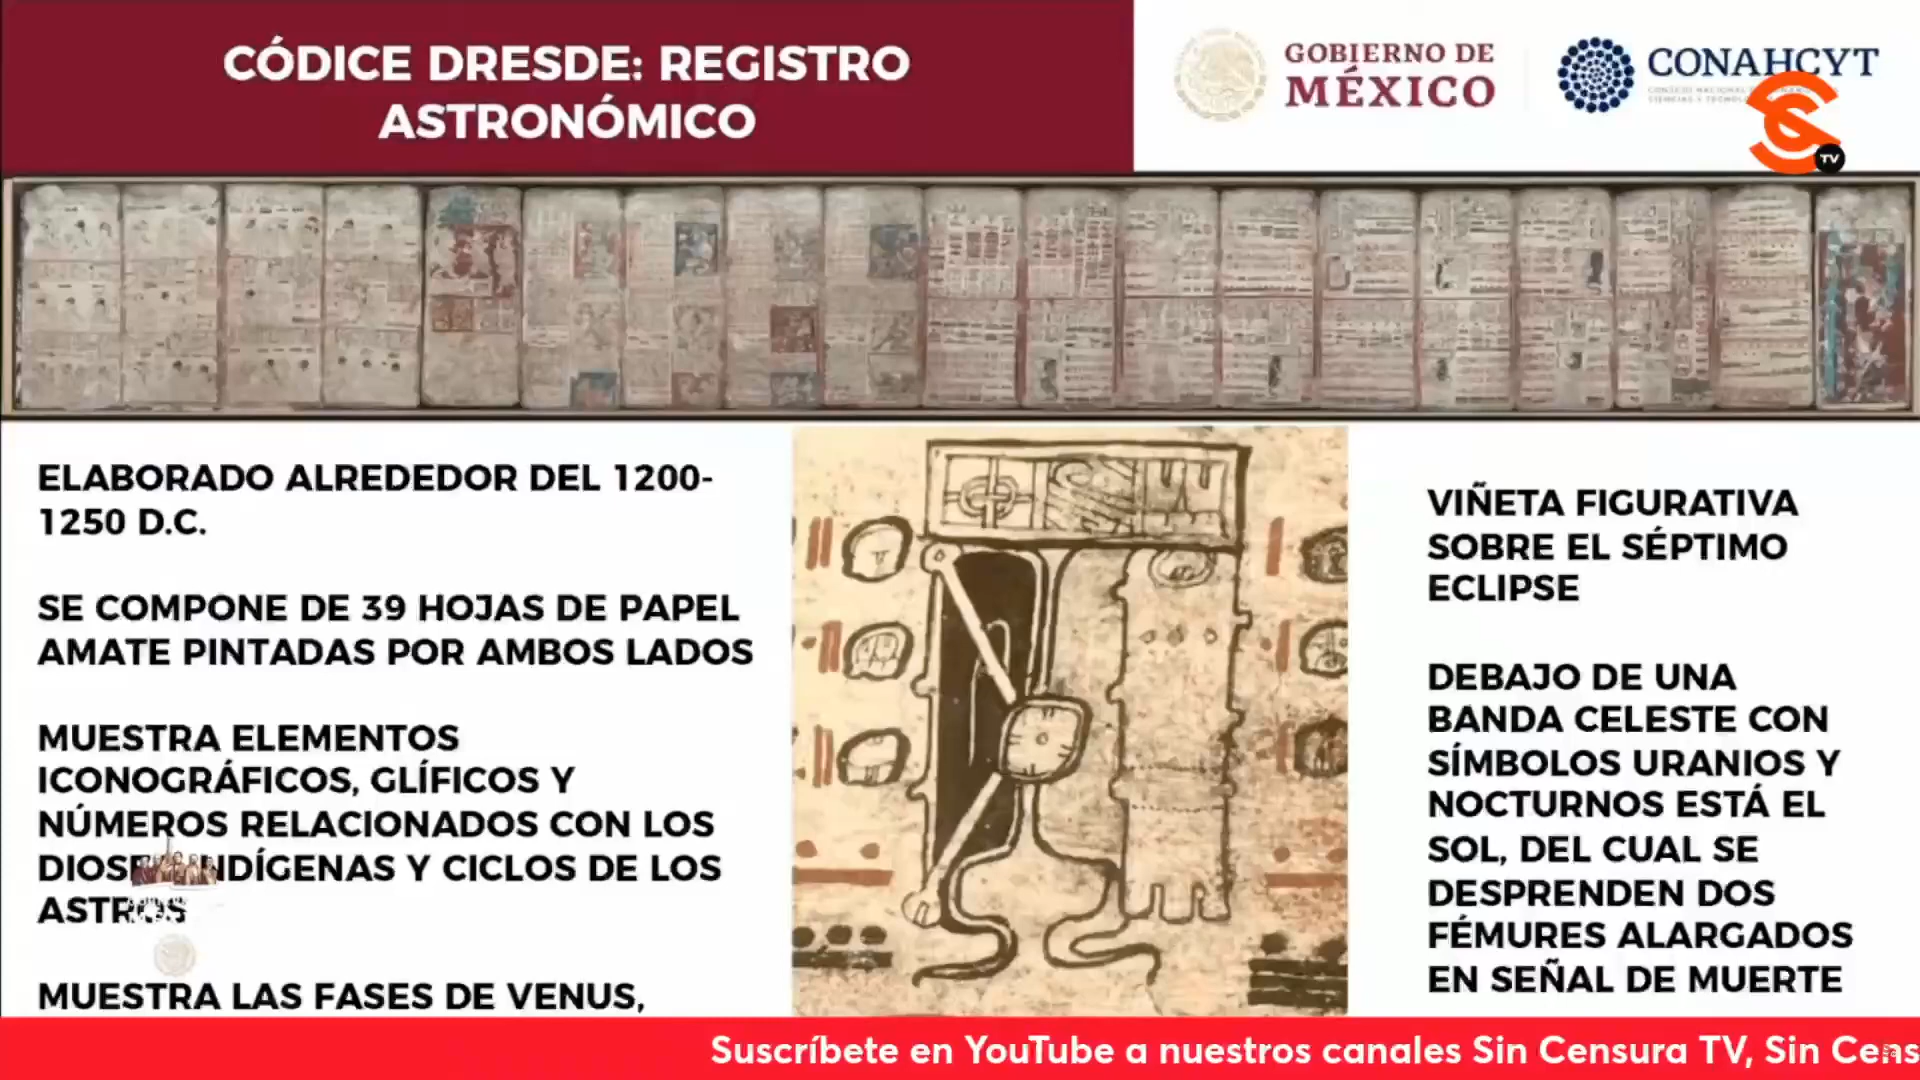 CÓDICE DRESDE: REGISTRO
ASTRONÓMICO
GOBIERNO DE
MÉXICO
CONAHCYT
TV
ELABORADO ALREDEDOR DEL 1200-
1250 D.C.
SE COMPONE DE 39 HOJAS DE PAPEL
AMATE PINTADAS POR AMBOS LADOS
MUESTRA ELEMENTOS
ICONOGRÁFICOS, GLÍFICOS Y
NÚMEROS RELACIONADOS CON LOS
DIOSES INDÍGENAS Y CICLOS DE LOS
ASTROS
MUESTRA LAS FASES DE VENUS,
VIÑETA FIGURATIVA
SOBRE EL SÉPTIMO
ECLIPSE
DEBAJO DE UNA
BANDA CELESTE CON
SÍMBOLOS URANIOS Y
NOCTURNOS ESTÁ EL
SOL, DEL CUAL SE
DESPRENDEN DOS
FÉMURES ALARGADOS
EN SEÑAL DE MUERTE
Suscríbete en YouTube a nuestros canales Sin Censura TV, Sin Cens